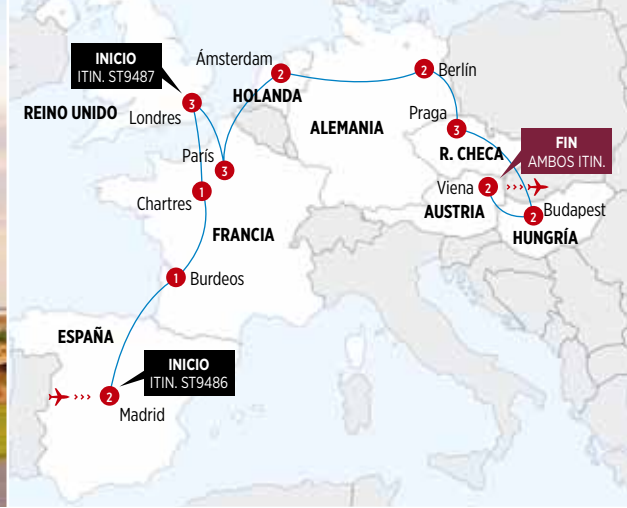 INICIO
ITIN. ST9487
Ámsterdam
2
2
Berlín
HOLANDA
REINO UNIDO
3
Londres
ALEMANIA
Praga
3
París
3
R. CHECA
FIN
AMBOS ITIN.
Chartres
1
Viena
2
AUSTRIA
2
Budapest
HUNGRÍA
FRANCIA
1
Burdeos
ESPAÑA
INICIO
ITIN. ST9486
2
Madrid